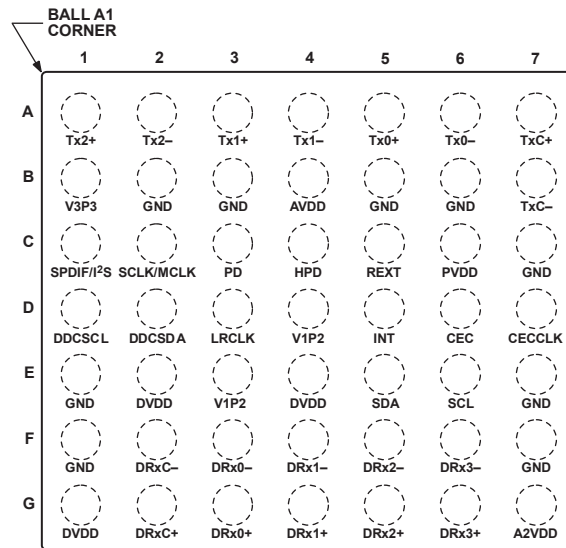 BALL A1
CORNER
1 2 3 4 5 6 7
A
Tx2+ Tx2– Tx1+ Tx1– Tx0+ Tx0– TxC+
B
V3P3 GND GND AVDD GND GND TxC–
C
SPDIF/I²S SCLK/MCLK PD HPD REXT PVDD GND
D
DDCSCL DDCSDA LRCLK V1P2 INT CEC CECCLK
E
GND DVDD V1P2 DVDD SDA SCL GND
F
GND DRxC– DRx0– DRx1– DRx2– DRx3– GND
G
DVDD DRxC+ DRx0+ DRx1+ DRx2+ DRx3+ A2VDD